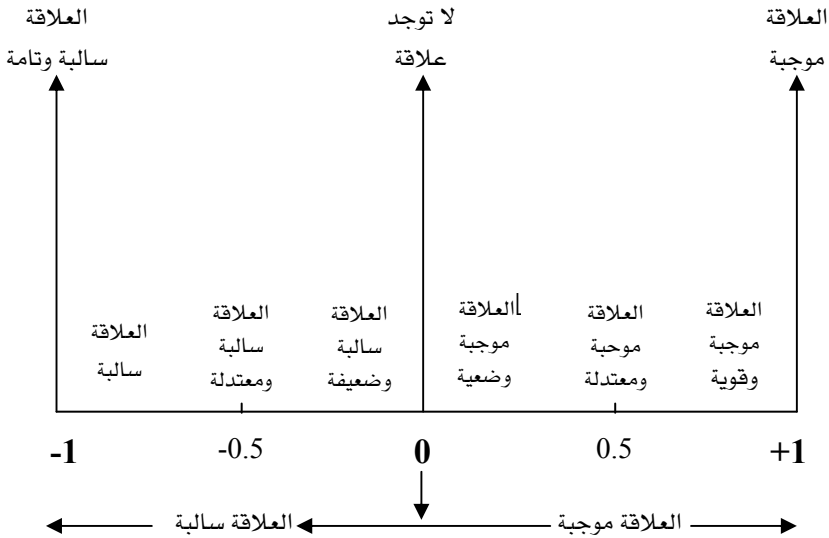 العلاقة
موجبة
لا توجد
علاقة
العلاقة
سالبة وتامة
العلاقة
موجبة
وقوية
العلاقة
موحبة
ومعتدلة
العلاقة
موجبة
وضعية
العلاقة
سالبة
وضعيفة
العلاقة
سالبة
ومعتدلة
العلاقة
سالبة
-1 -0.5 0 0.5 +1
العلاقة موجبة
العلاقة سالبة